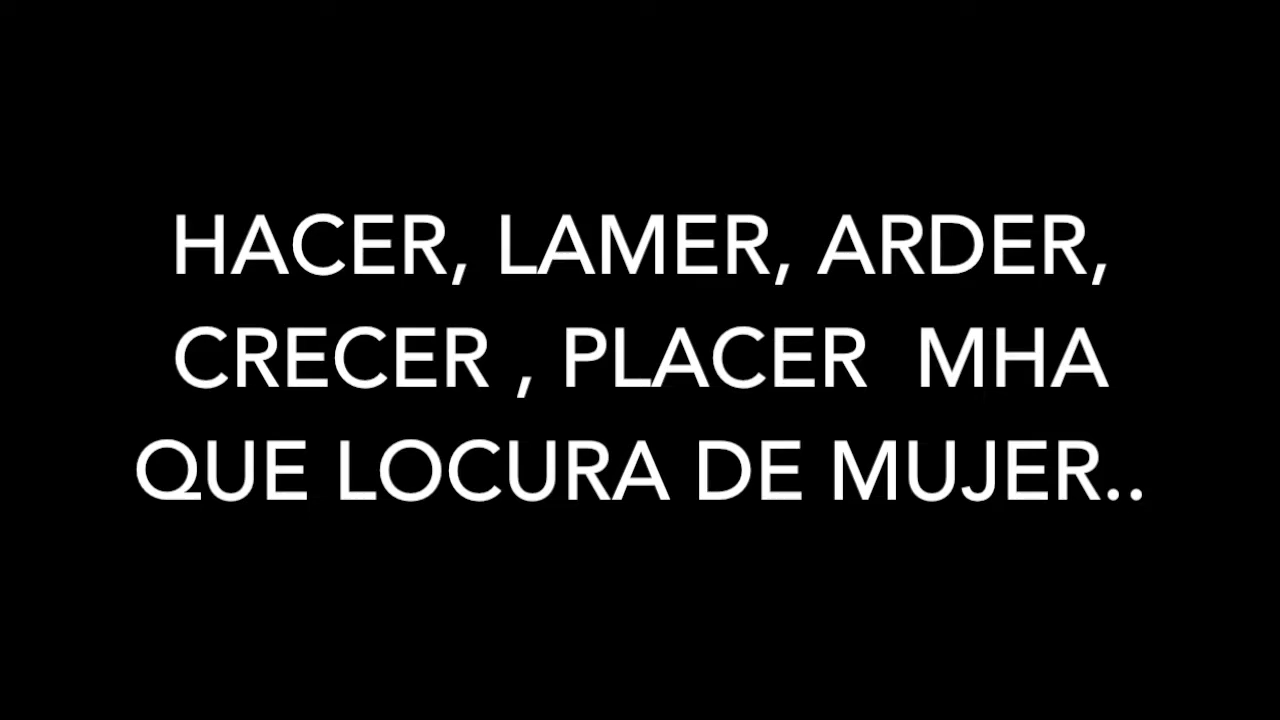 HACER, LAMER, ARDER,
CRECER , PLACER  MHA
QUE LOCURA DE MUJER..